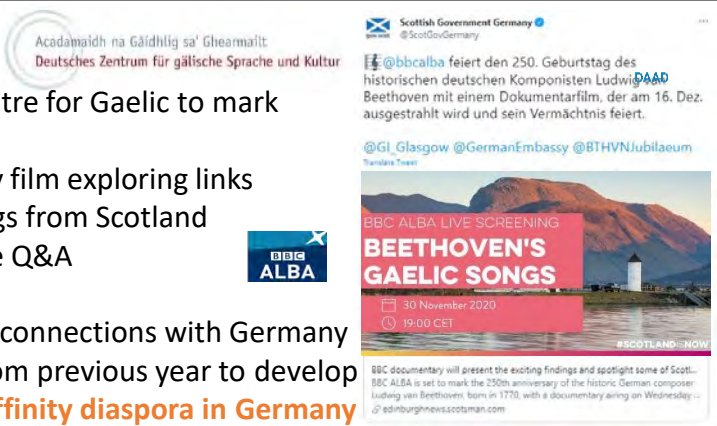 Acadamaidh na Gàidhlig sa' Ghearmailt
Deutsches Zentrum für gälische Sprache und Kultur
tre for Gaelic to mark
film exploring links
gs from Scotland
Q&A
BBC
ALBA
connections with Germany
om previous year to develop
ffinity diaspora in Germany
Scottish Government Germany
@ScotGovGermany
@bbcalba feiert den 250. Geburtstag des
historischen deutschen Komponisten Ludwig van
DAAD
Beethoven mit einem Dokumentarfilm, der am 16. Dez.
ausgestrahlt wird und sein Vermächtnis feiert.
@GI_Glasgow @GermanEmbassy @BTHVNJubilaeum
Translate Tweet
BBC ALBA LIVE SCREENING
BEETHOVEN'S
GAELIC SONGS
30 November 2020
19:00 CET
#SCOTLAND NOW
BBC documentary will present the exciting findings and spotlight some of Scotl...
BBC ALBA is set to mark the 250th anniversary of the historic German composer
Ludwig van Beethoven, born in 1770, with a documentary airing on Wednesday ...
edinburghnews.scotsman.com